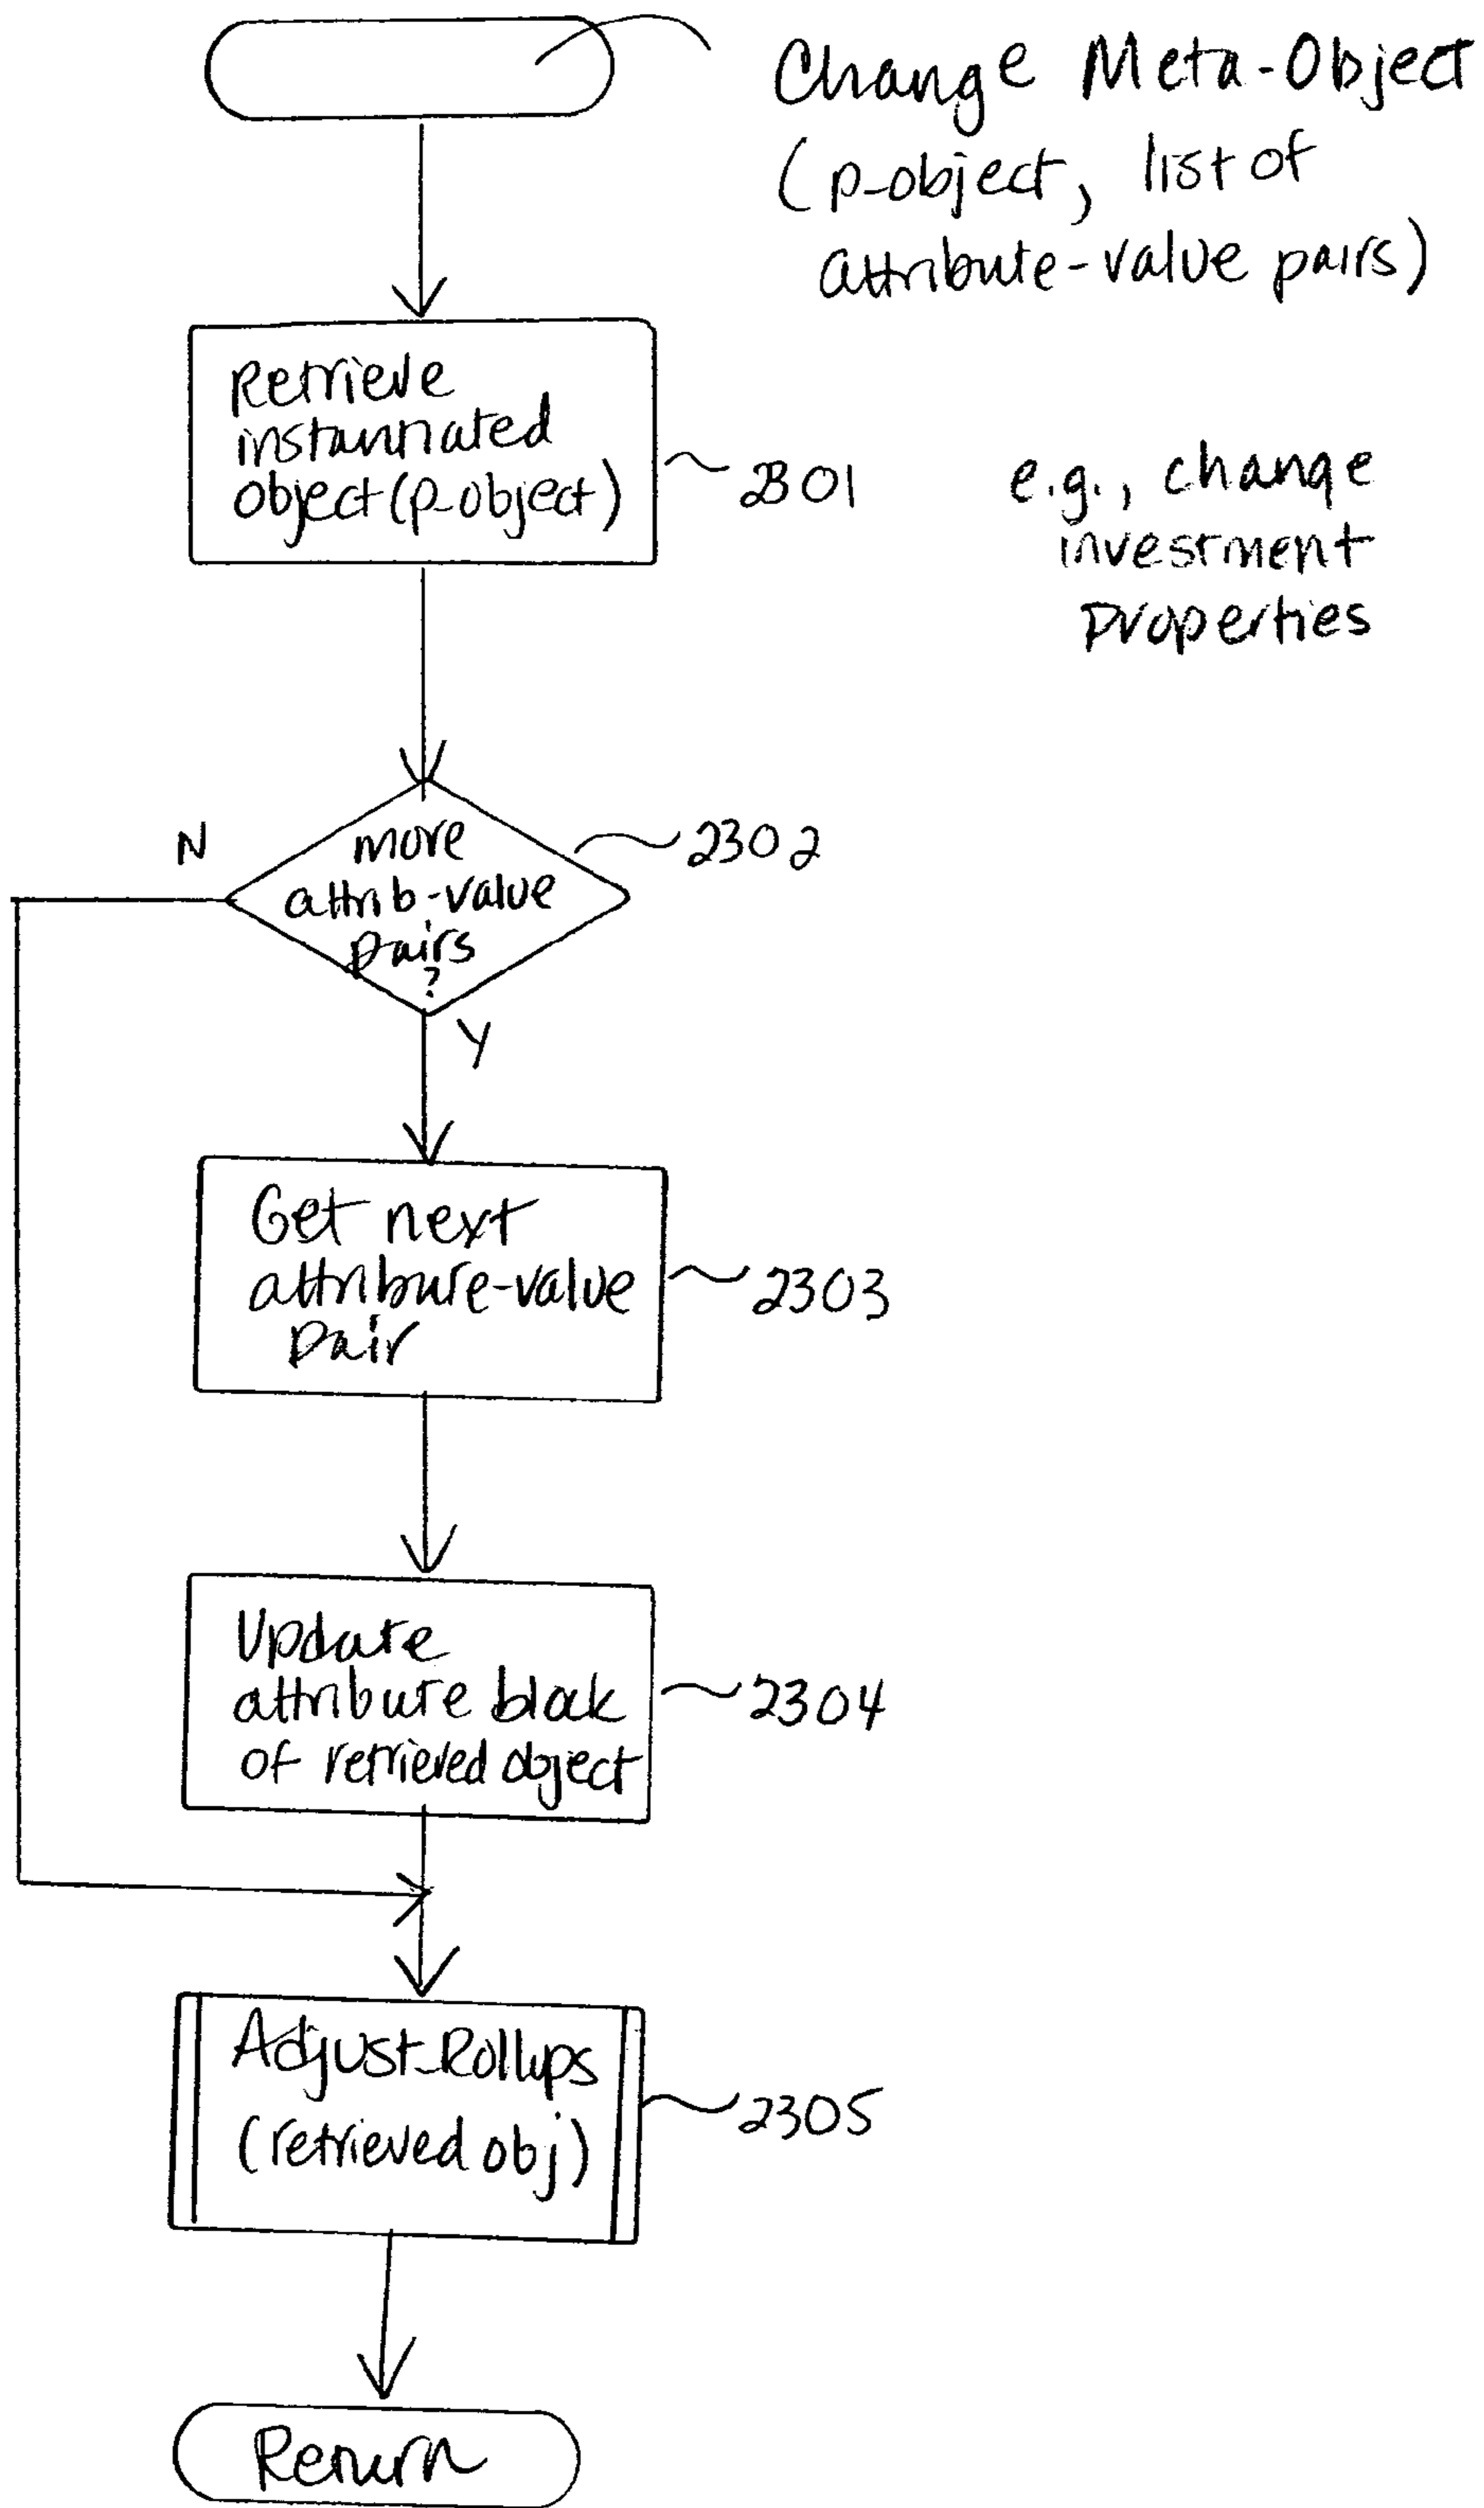 Change Meta-Object
(p-object, list of
attribute-value pairs)
Retrieve
instantiated
object(p-object)
2301
e.g., change
investment
properties
N
more
attrib-value
pairs
?
2302
Y
Get next
attribute-value
pair
2303
Update
attribute block
of retrieved object
2304
Adjust-Rollups
(retrieved obj)
2305
Return